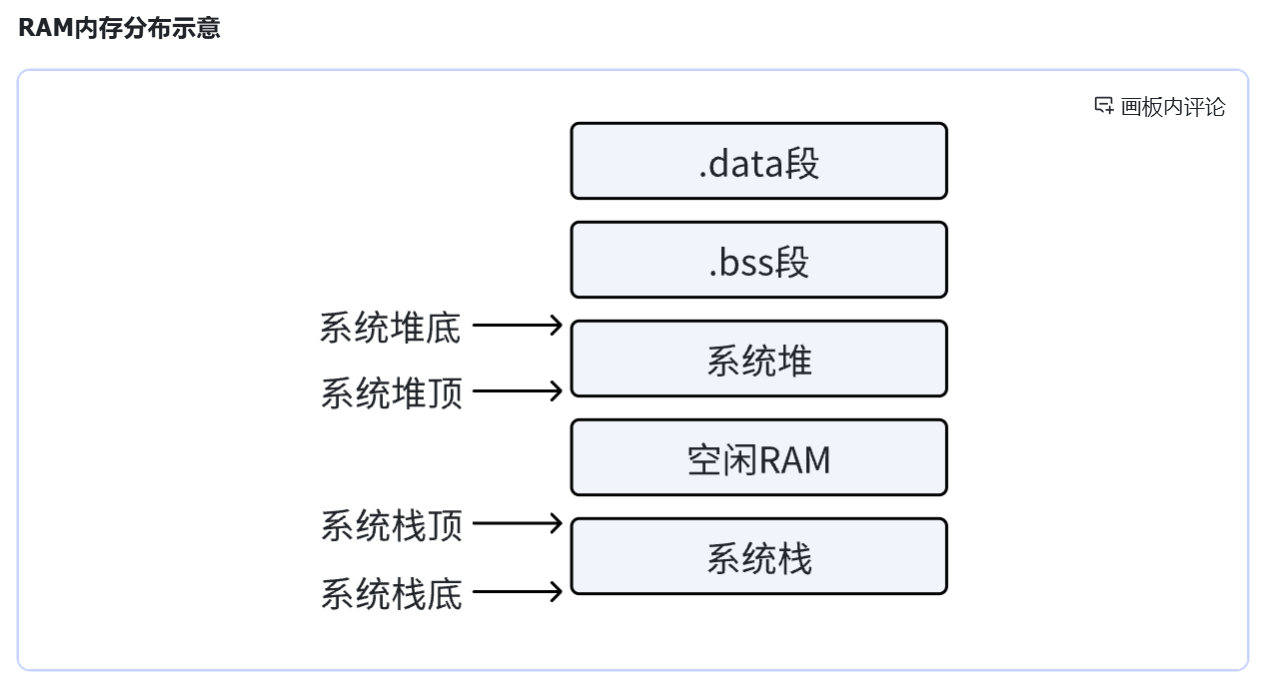 RAM内存分布示意
画板内评论
.data段
.bss段
系统堆底
系统堆
系统堆顶
空闲RAM
系统栈顶
系统栈
系统栈底